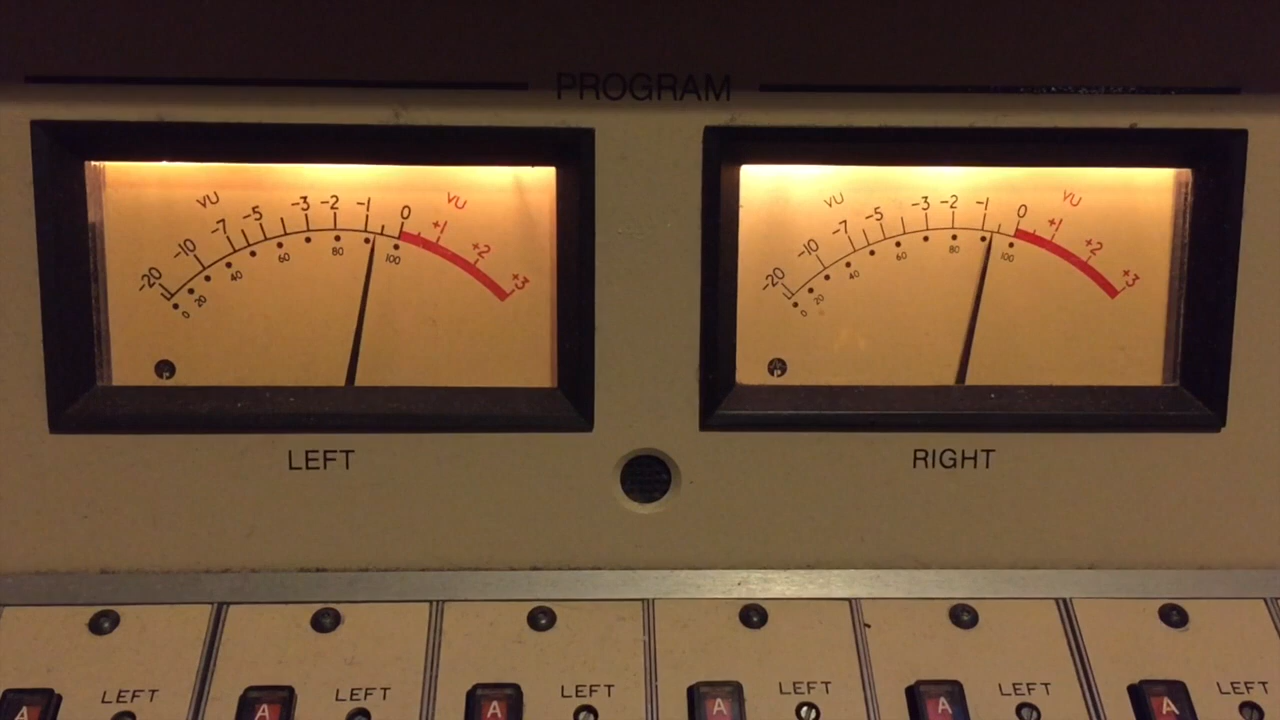 PROGRAM
VU VU
-20 -10 -7 -5 -3 -2 -1 0 +1 +2 +3
0 20 40 60 80 100
VU VU
-20 -10 -7 -5 -3 -2 -1 0 +1 +2 +3
0 20 40 60 80 100
LEFT
RIGHT
LEFT LEFT LEFT LEFT LEFT LEFT
A A A A A A